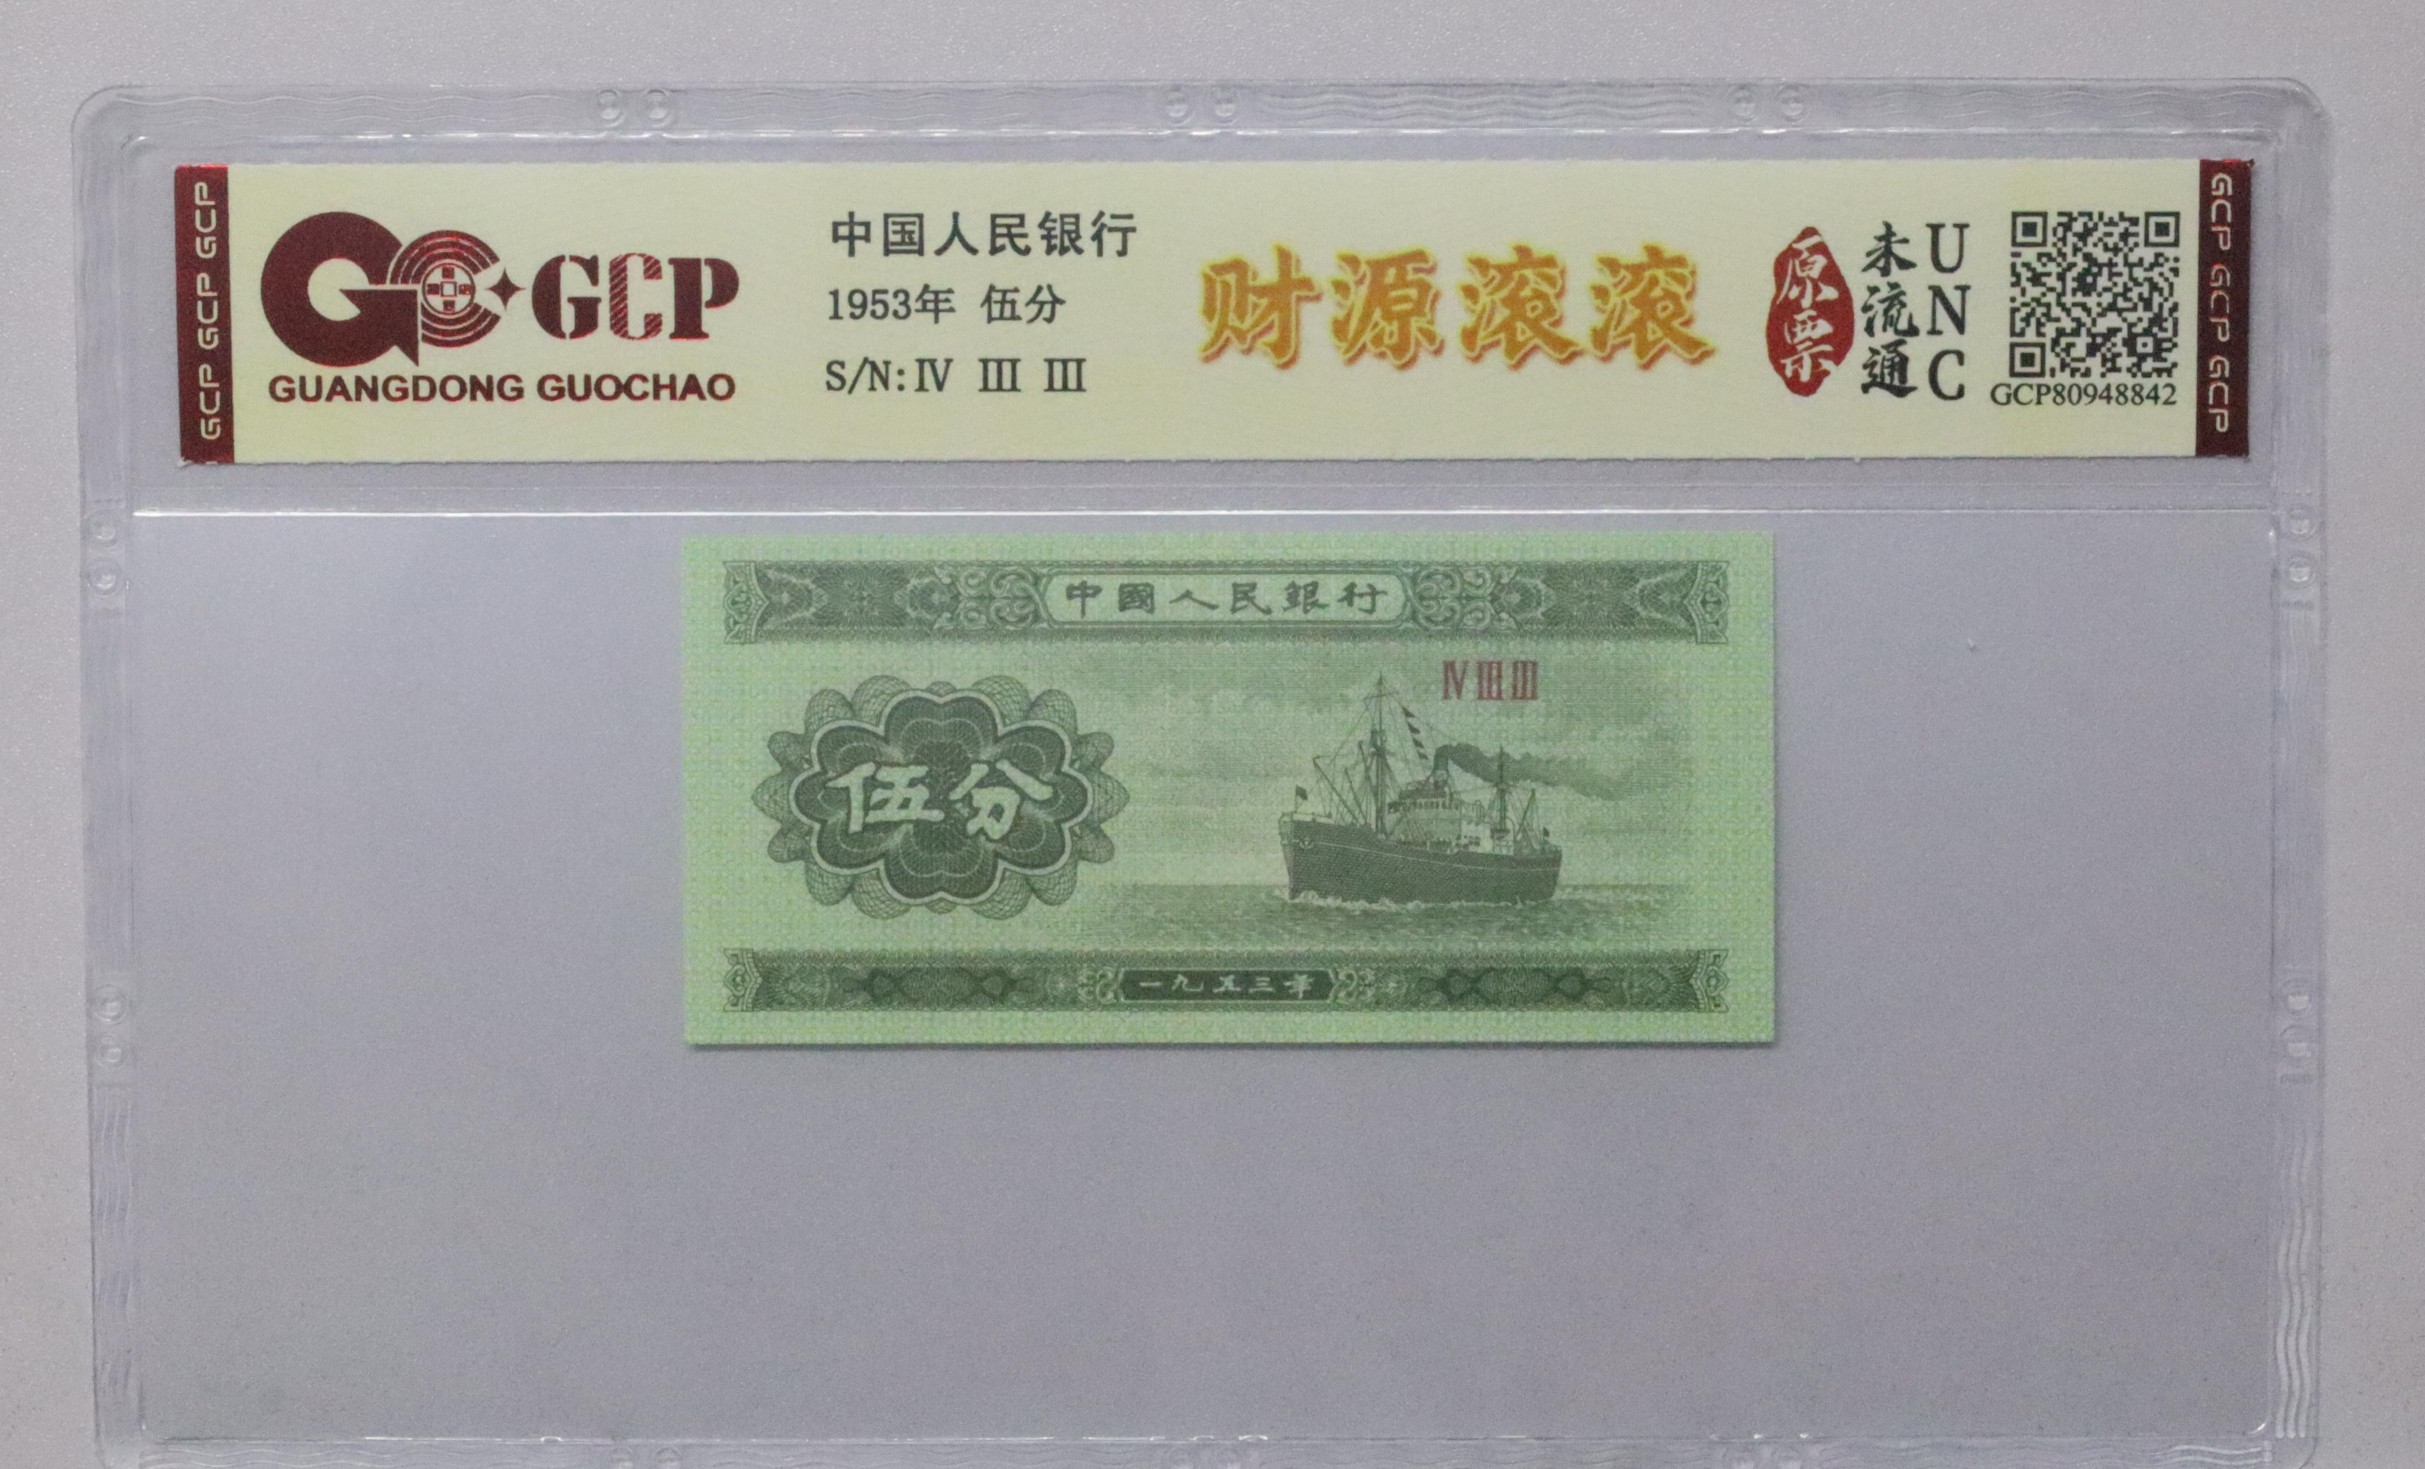 GCP GCP GCP
GCP
GUANGDONG GUOCHAO
中国人民银行
1953年 伍分
S/N: IV III III
财源滚滚
原票
未流通
UNC
GCP80948842
GCP GCP GCP
中國人民銀行
IV III III
伍分
一九五三年